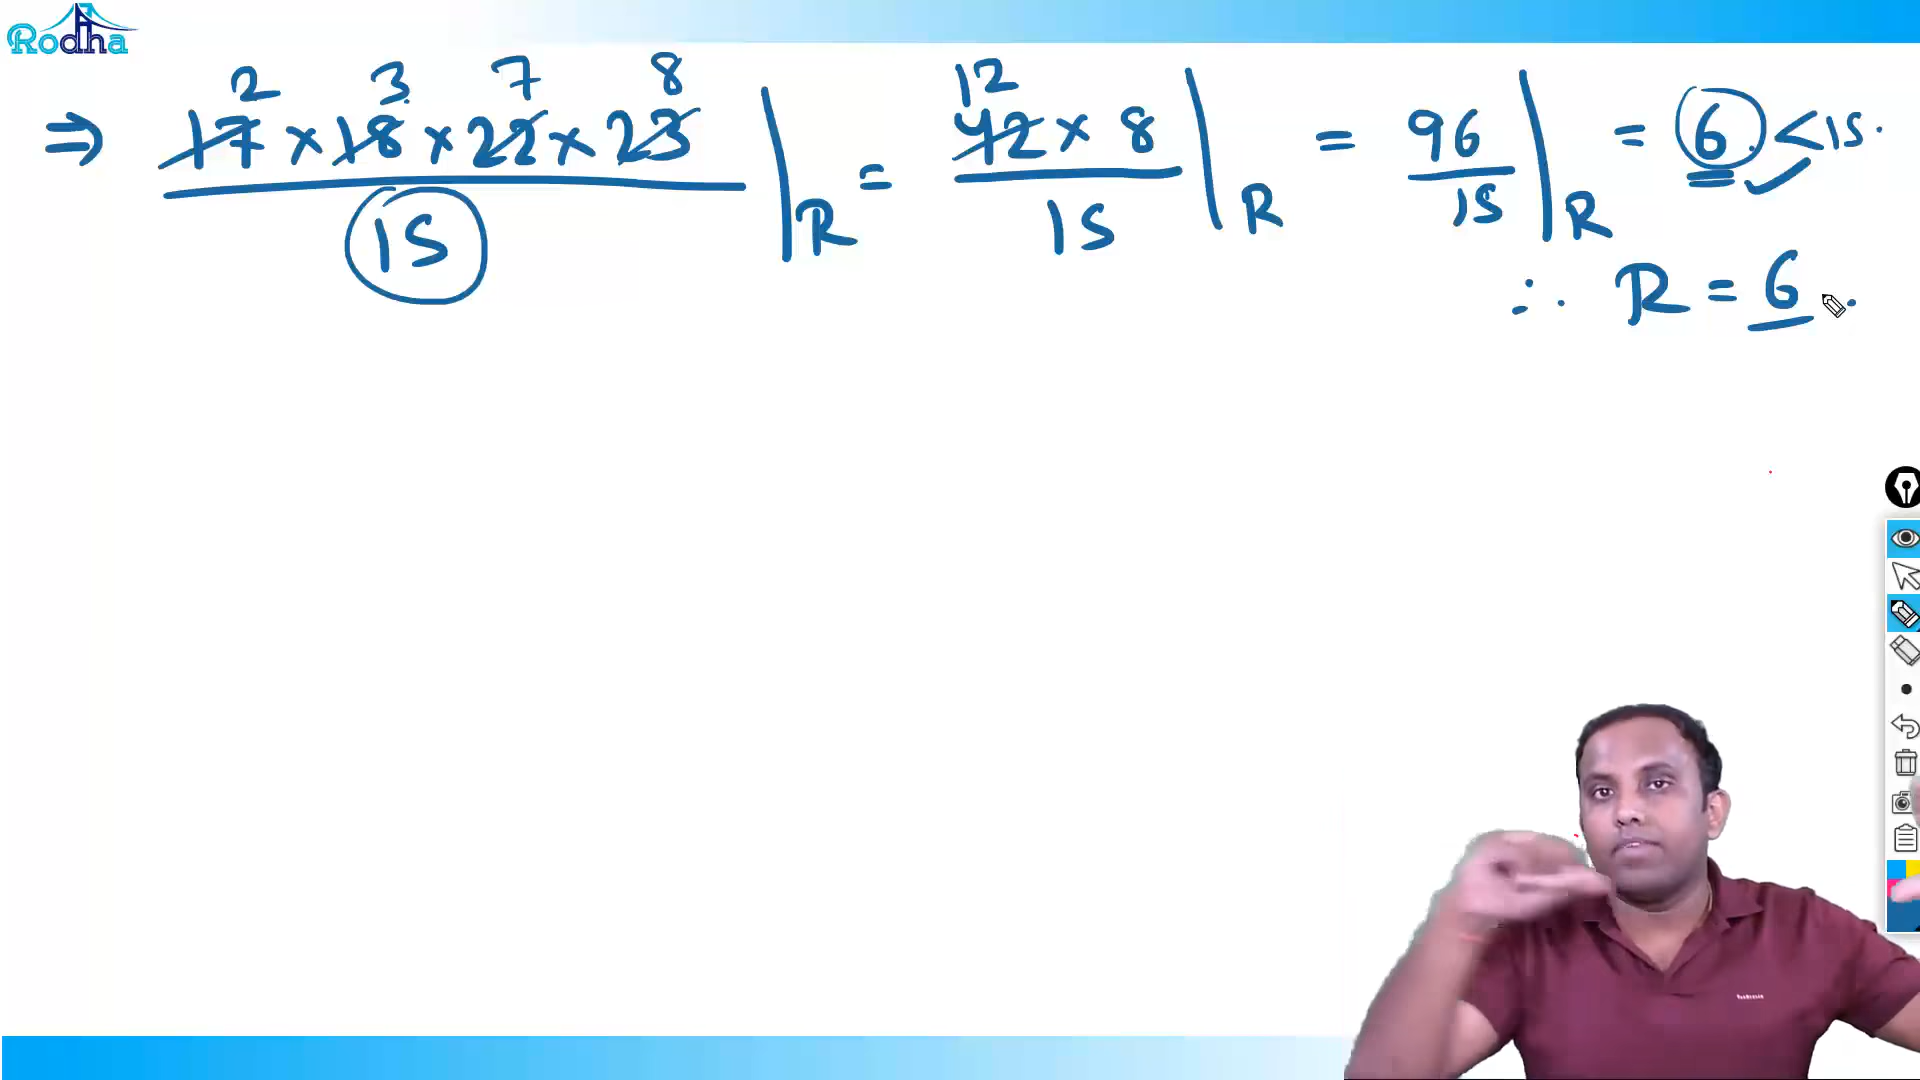 Rodha
2 3 7 8 12
⇒ 17 × 18 × 22 × 23 / 15 |R = 42 × 8 / 15 |R = 96 / 15 |R = 6 < 15.
∴ R = 6.